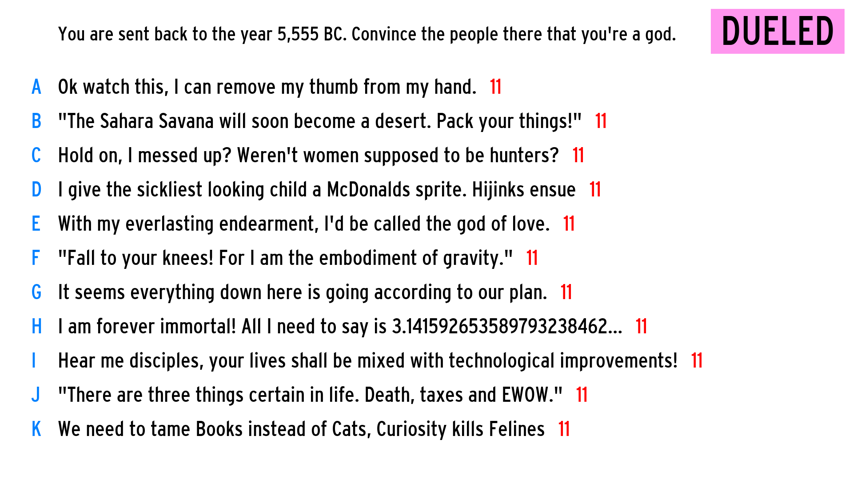 You are sent back to the year 5,555 BC. Convince the people there that you're a god.
DUELED
A Ok watch this, I can remove my thumb from my hand. 11
B "The Sahara Savana will soon become a desert. Pack your things!" 11
C Hold on, I messed up? Weren't women supposed to be hunters? 11
D I give the sickliest looking child a McDonalds sprite. Hijinks ensue 11
E With my everlasting endearment, I'd be called the god of love. 11
F "Fall to your knees! For I am the embodiment of gravity." 11
G It seems everything down here is going according to our plan. 11
H I am forever immortal! All I need to say is 3.14159265358979323​8462... 11
I Hear me disciples, your lives shall be mixed with technological improvements! 11
J "There are three things certain in life. Death, taxes and EWOW." 11
K We need to tame Books instead of Cats, Curiosity kills Felines 11